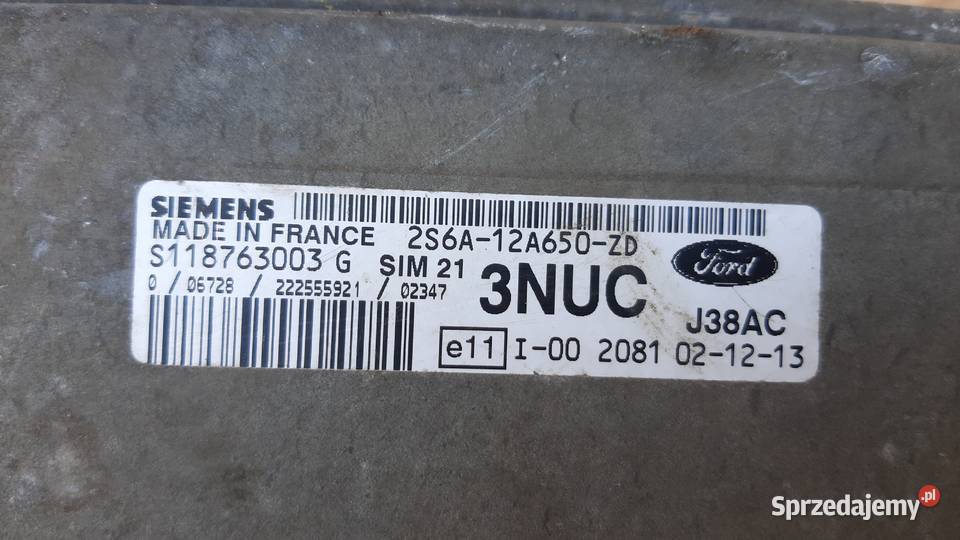 SIEMENS
MADE IN FRANCE 2S6A-12A650-ZD
S118763003 G SIM 21 3NUC Ford
0 / 06728 / 222555921 / 02347
J38AC
e11 I-00 2081 02-12-13
Sprzedajemy.pl